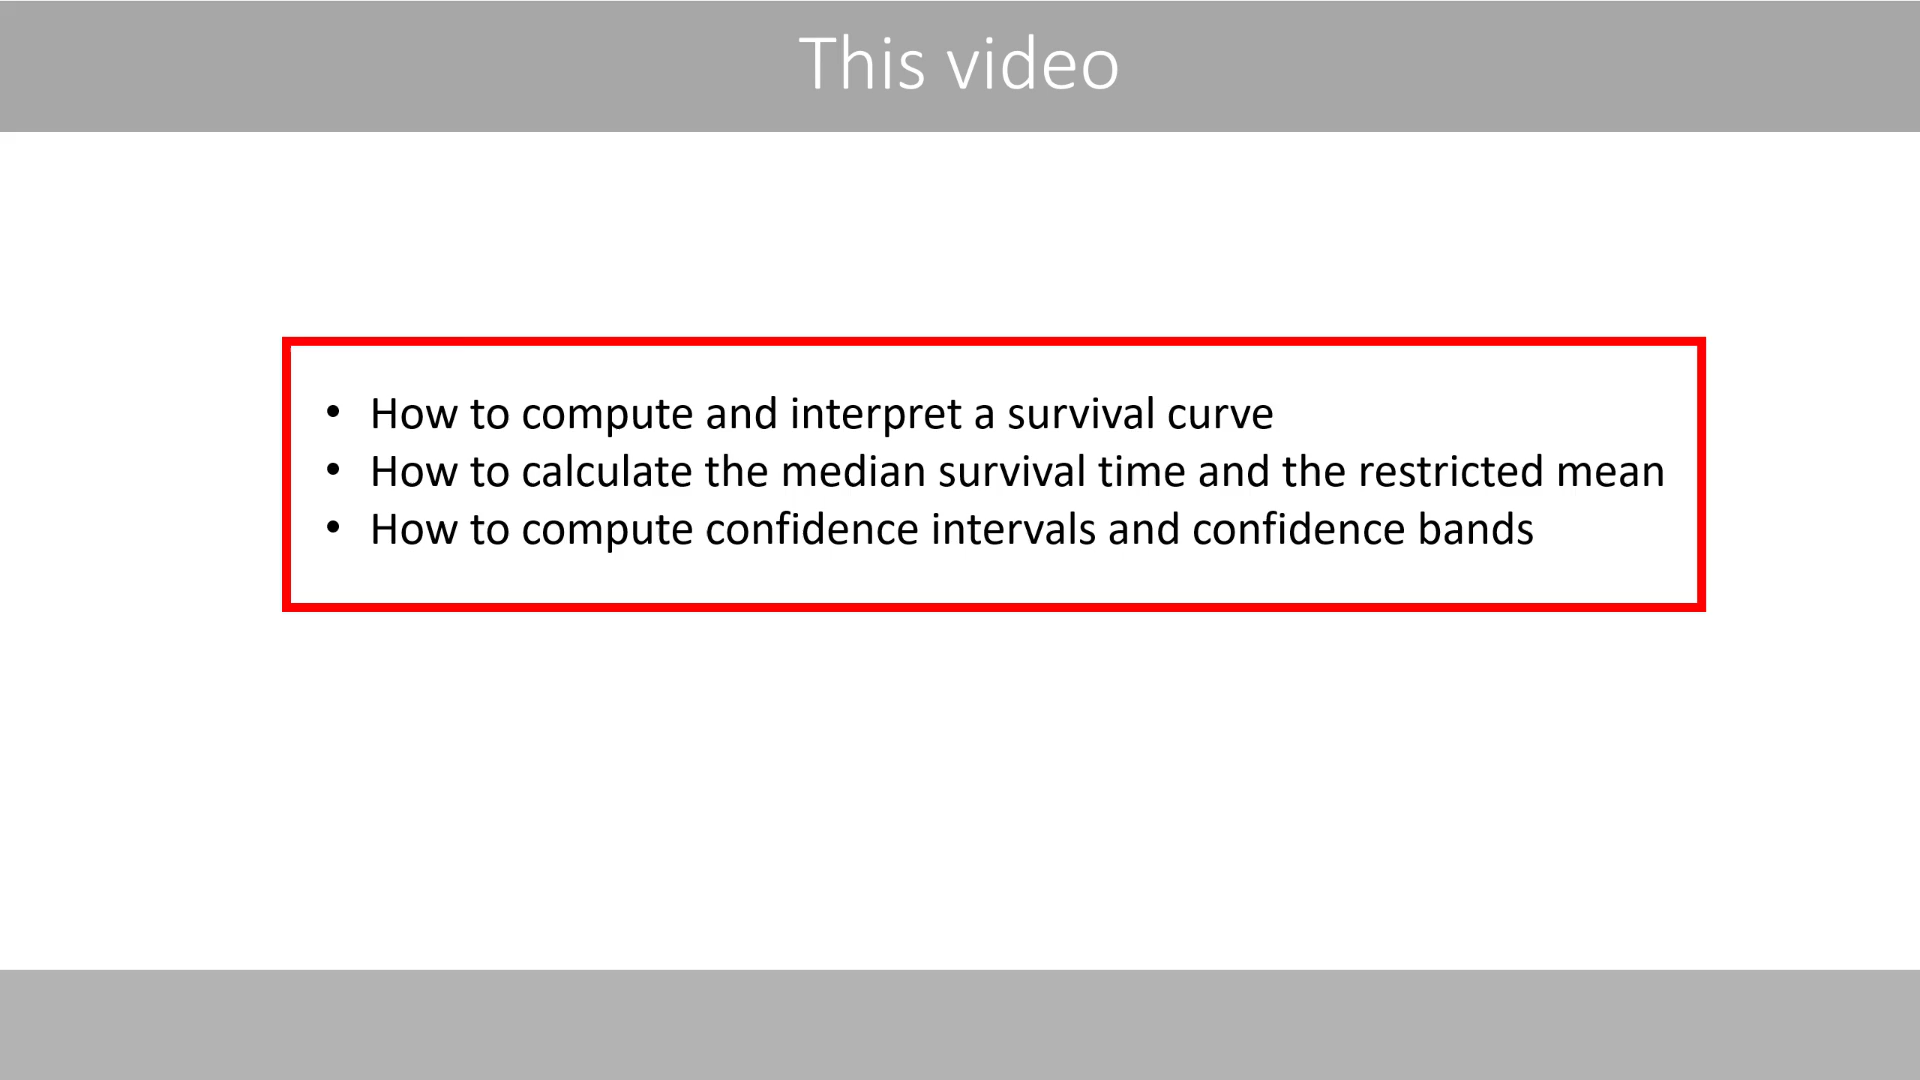 This video
• How to compute and interpret a survival curve
• How to calculate the median survival time and the restricted mean
• How to compute confidence intervals and confidence bands